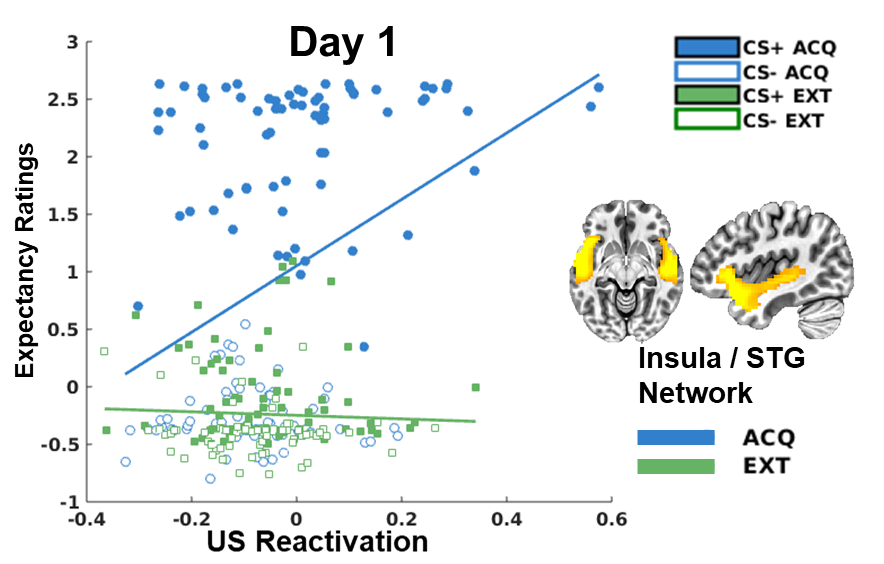 Day 1
3
2.5
2
1.5
1
0.5
0
-0.5
-1
Expectancy Ratings
-0.4
-0.2
0
0.2
0.4
0.6
US Reactivation
CS+ ACQ
CS- ACQ
CS+ EXT
CS- EXT
Insula / STG
Network
ACQ
EXT